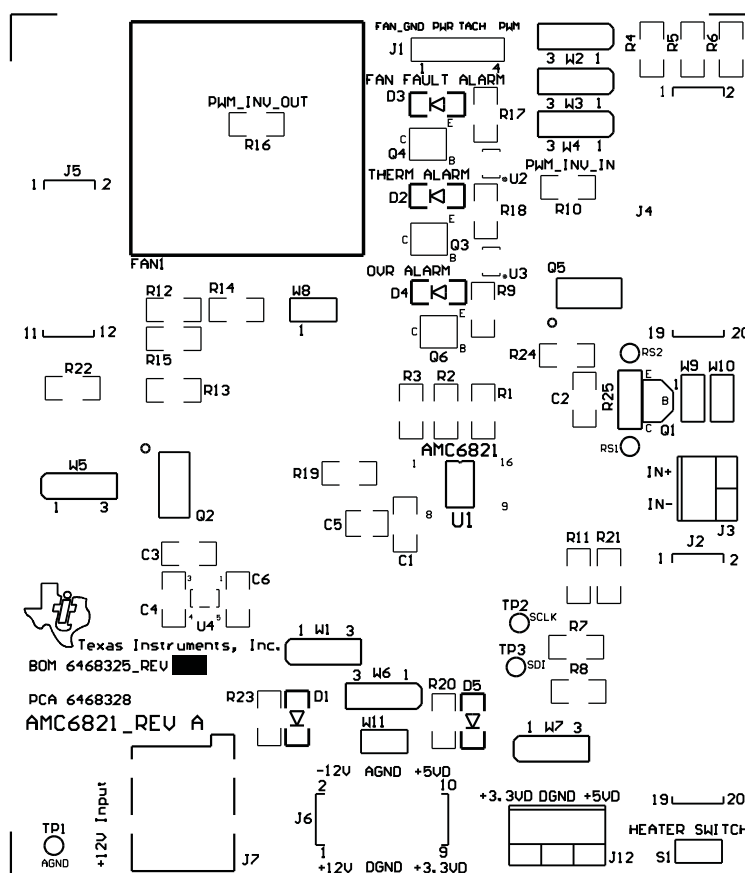 FAN_GND PWR TACH PWM
J1
1 4
FAN FAULT ALARM
D3
E
C
B
Q4
R17
U2
3 W2 1
3 W3 1
3 W4 1
R4
R5
R6
1 2
PWM_INV_OUT
R16
PWM_INV_IN
R10
1 J5 2
THERM ALARM
D2
E
C
B
Q3
R18
U3
J4
FAN1
OVR ALARM
D4
E
C
B
Q6
R9
Q5
R12
R14
W8
1
R15
R13
11 12
R22
19 20
R24
RS2
C2
R25
E
B
C
Q1
1
W9
W10
RS1
R3
R2
R1
AMC6821
1 16
8 9
U1
R19
C5
C1
W5
1 3
Q2
IN+
IN-
J3
J2
1 2
C3
C4
C6
3 1
4 5
U4
R11
R21
TP2
SCLK
TP3
SDI
R7
R8
i
Texas Instruments, Inc.
BOM 6468325_REV
PCA 6468328
AMC6821_REV A
1 W1 3
3 W6 1
R23
D1
W11
R20
D5
1 W7 3
-12V AGND +5VD
2 10
J6
1 9
+12V DGND +3.3VD
+3.3VD DGND +5VD
J12
19 20
HEATER SWITCH
S1
TP1
AGND
+12V Input
J7